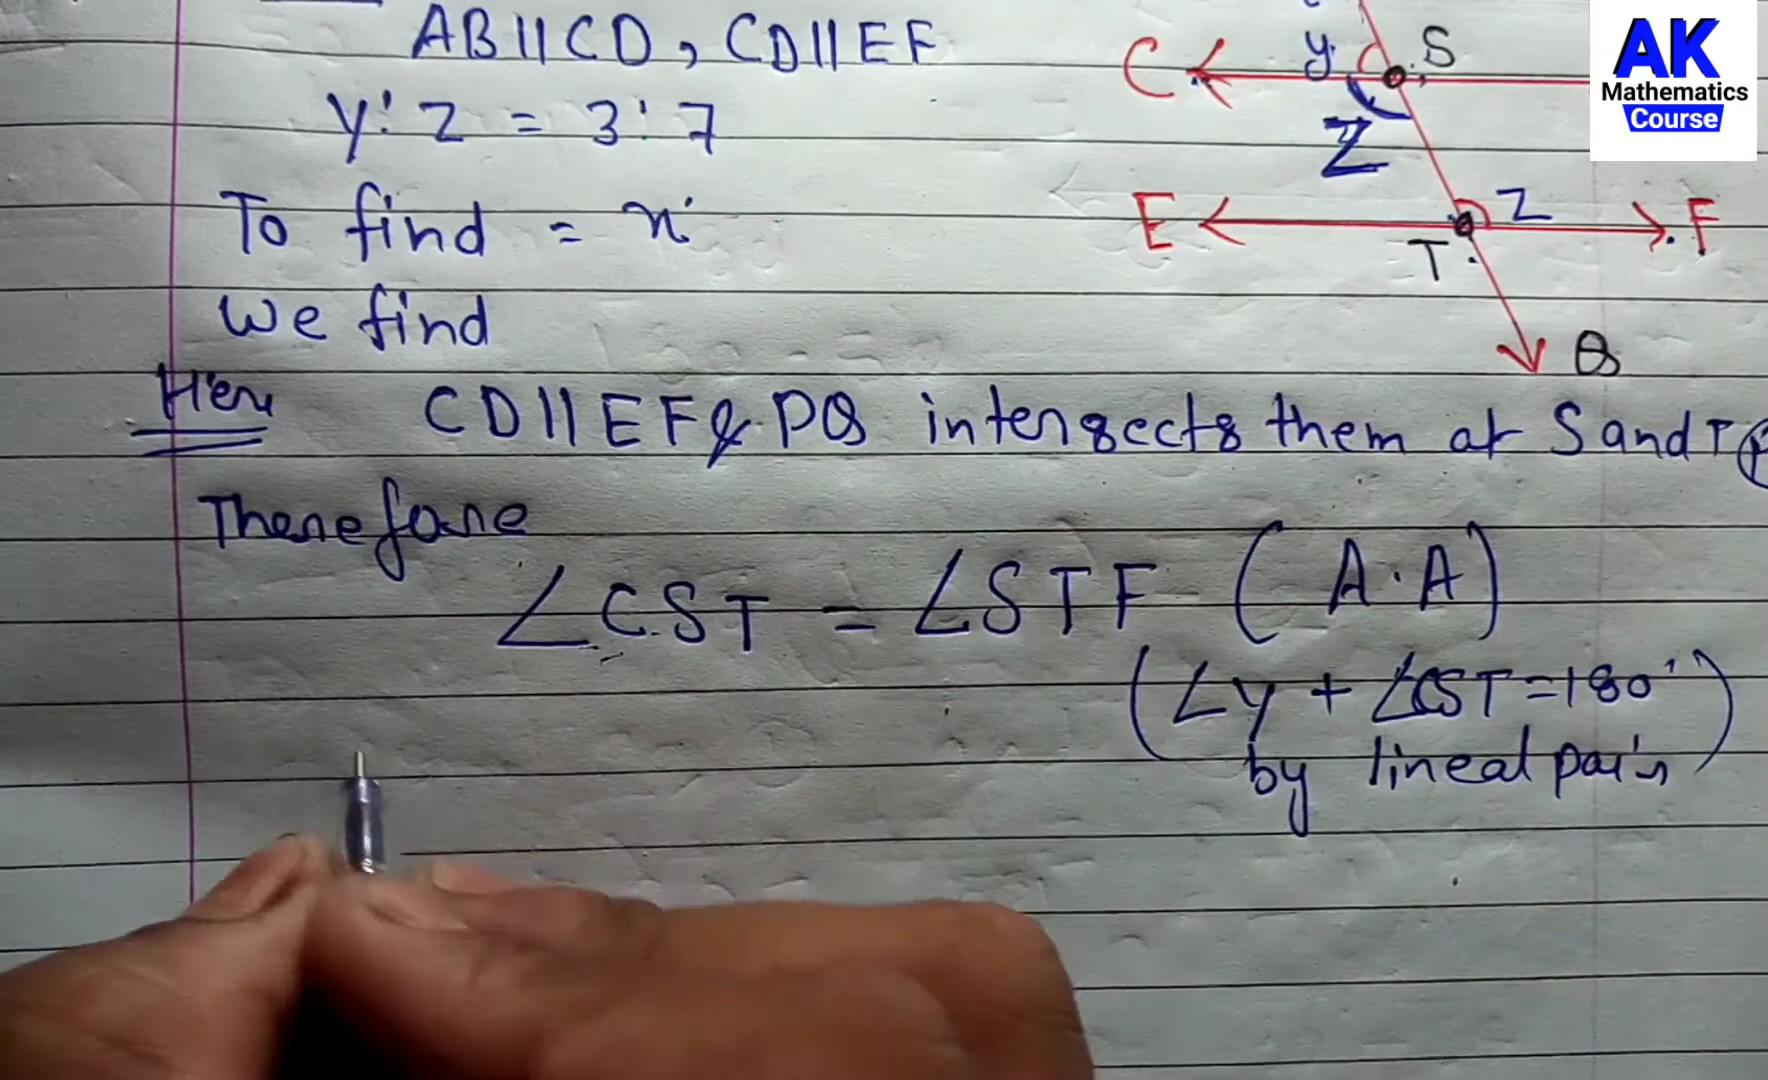 AB||CD, CD||EF
y:z = 3:7
To find = x
We find
Here CD||EF & PQ intersects them at S and T
Therefore
∠CST = ∠STF (A.A)
(∠y + ∠CST = 180°)
by linear pair
C y S
Z
E Z F
T
Q
AK
Mathematics
Course